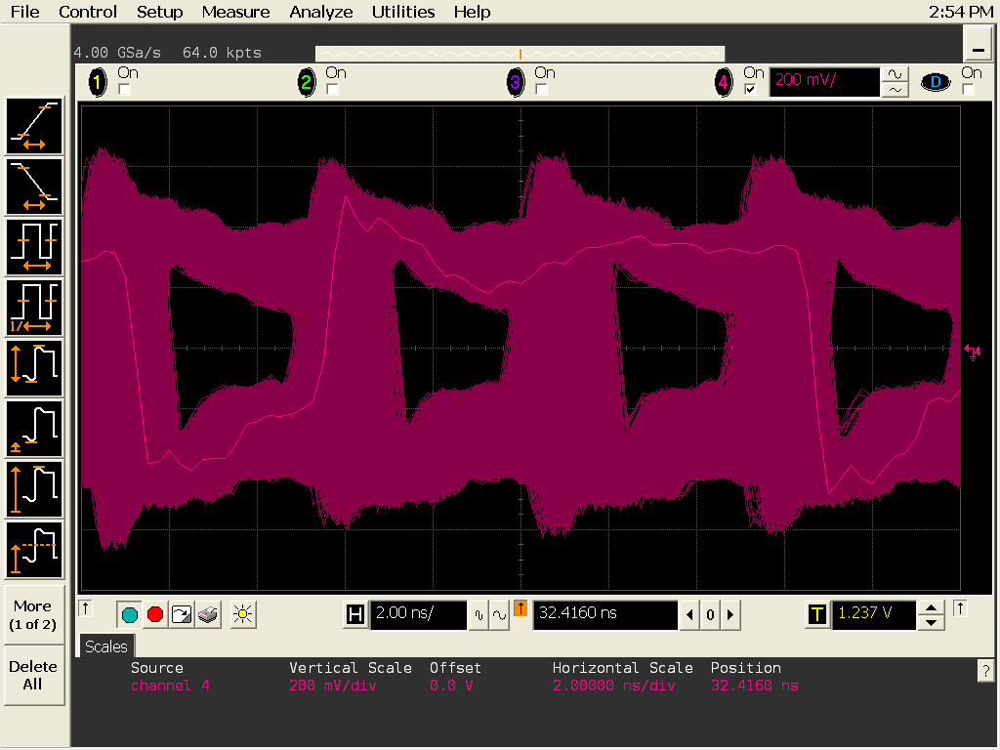 File Control Setup Measure Analyze Utilities Help 2:54 PM
4.00 GSa/s 64.0 kpts
On On On On On
1 2 3 4 200 mV/ D
4
1/
More
(1 of 2)
Delete
All
H 2.00 ns/ 32.4160 ns 0 T 1.237 V
Scales
Source Vertical Scale Offset Horizontal Scale Position
channel 4 200 mV/div 0.0 V 2.00000 ns/div 32.4160 ns
?